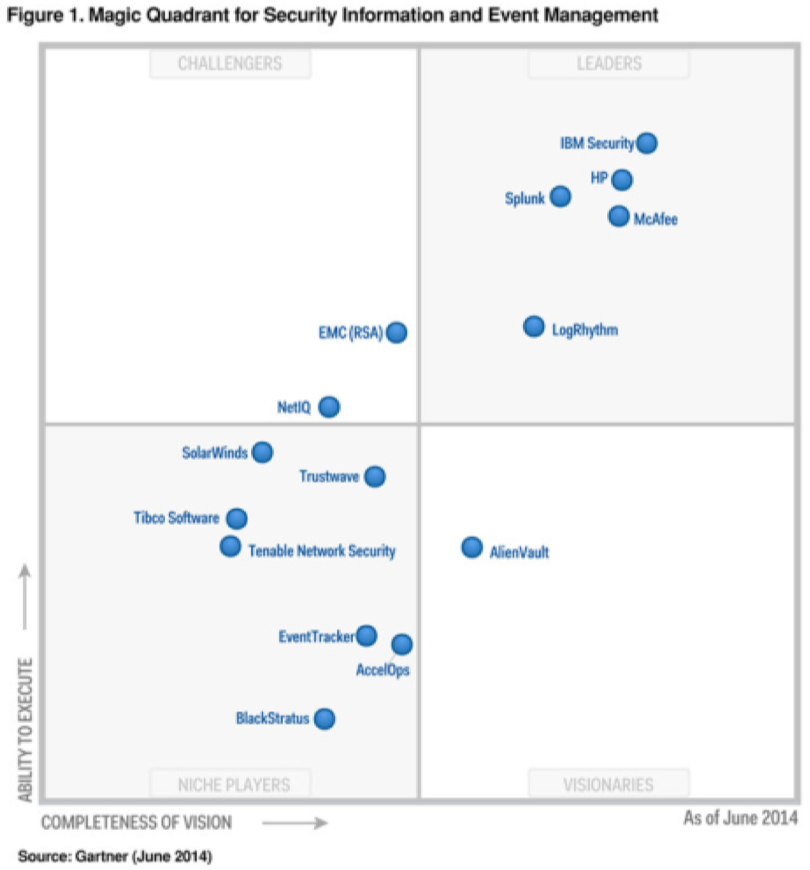 Figure 1. Magic Quadrant for Security Information and Event Management
CHALLENGERS
LEADERS
IBM Security
HP
Splunk
McAfee
EMC (RSA)
LogRhythm
NetIQ
SolarWinds
Trustwave
Tibco Software
Tenable Network Security
AlienVault
EventTracker
AccelOps
BlackStratus
NICHE PLAYERS
VISIONARIES
ABILITY TO EXECUTE
COMPLETENESS OF VISION
As of June 2014
Source: Gartner (June 2014)